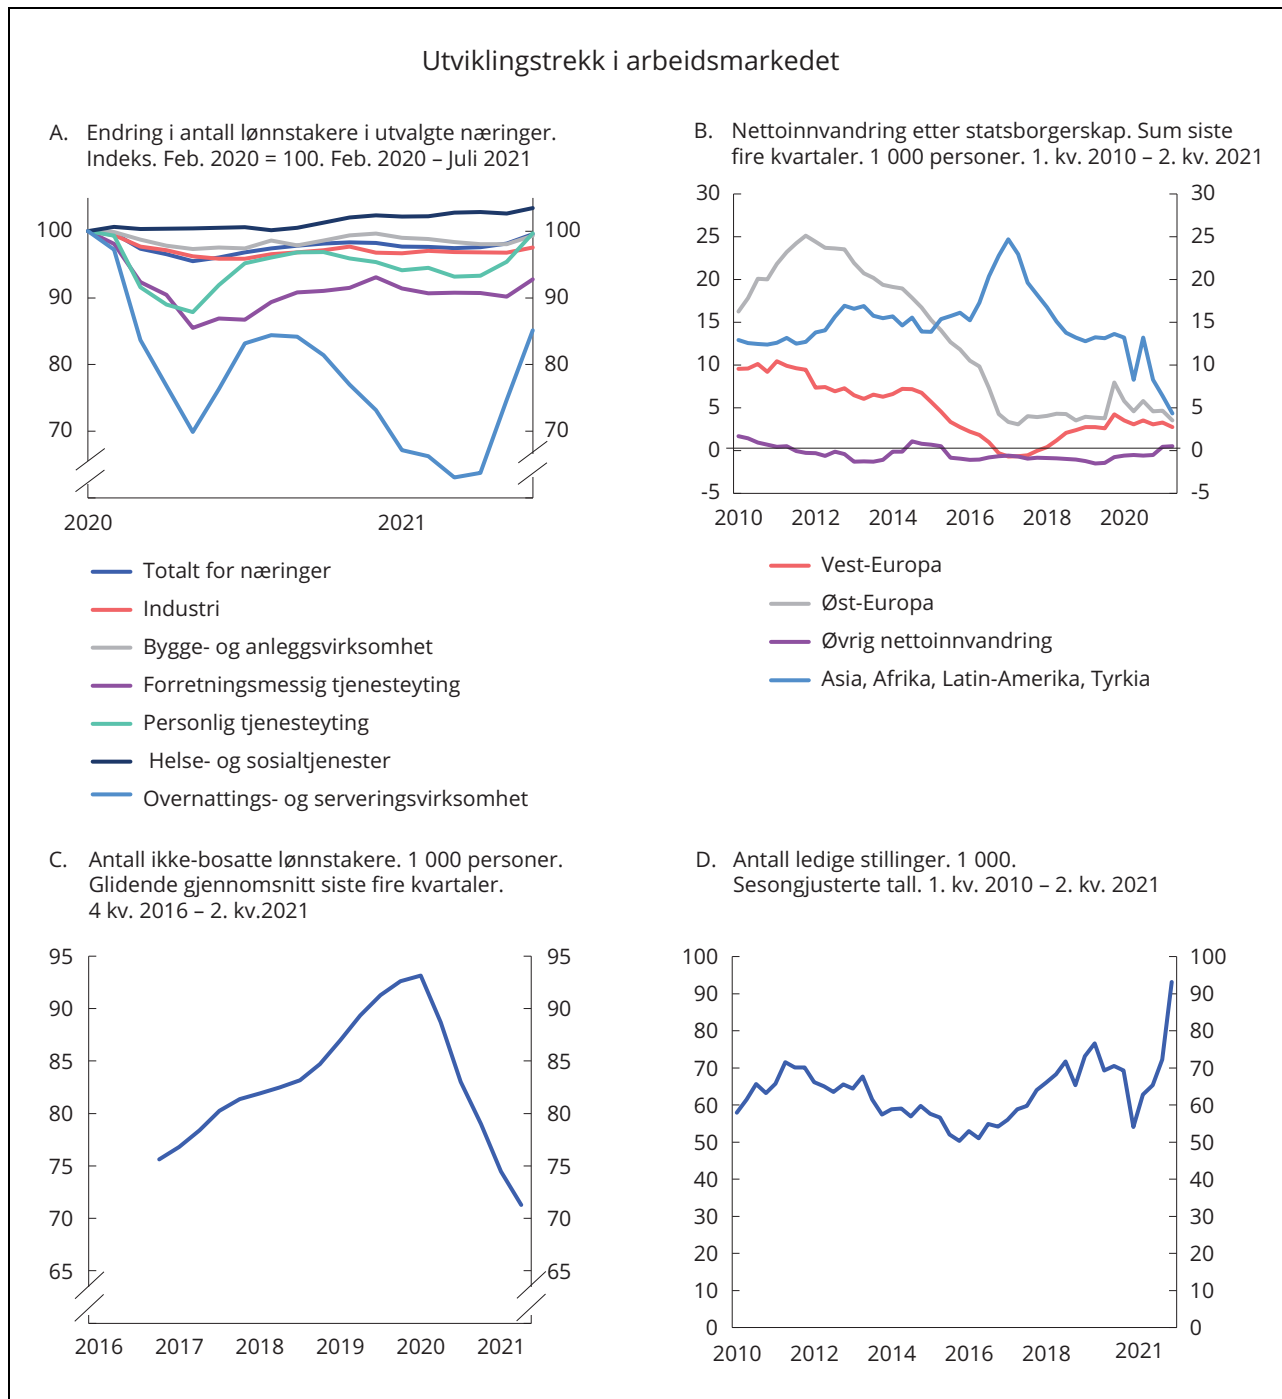 Utviklingstrekk i arbeidsmarkedet
A. Endring i antall lønnstakere i utvalgte næringer.
Indeks. Feb. 2020 = 100. Feb. 2020 – Juli 2021
100 100
90 90
80 80
70 70
2020 2021
Totalt for næringer
Industri
Bygge- og anleggsvirksomhet
Forretningsmessig tjenesteyting
Personlig tjenesteyting
Helse- og sosialtjenester
Overnattings- og serveringsvirksomhet
B. Nettoinnvandring etter statsborgerskap. Sum siste
fire kvartaler. 1 000 personer. 1. kv. 2010 – 2. kv. 2021
30 30
25 25
20 20
15 15
10 10
5 5
0 0
-5 -5
2010 2012 2014 2016 2018 2020
Vest-Europa
Øst-Europa
Øvrig nettoinnvandring
Asia, Afrika, Latin-Amerika, Tyrkia
C. Antall ikke-bosatte lønnstakere. 1 000 personer.
Glidende gjennomsnitt siste fire kvartaler.
4 kv. 2016 – 2. kv.2021
95 95
90 90
85 85
80 80
75 75
70 70
65 65
2016 2017 2018 2019 2020 2021
D. Antall ledige stillinger. 1 000.
Sesongjusterte tall. 1. kv. 2010 – 2. kv. 2021
100 100
90 90
80 80
70 70
60 60
50 50
40 40
30 30
20 20
10 10
0 0
2010 2012 2014 2016 2018 2021